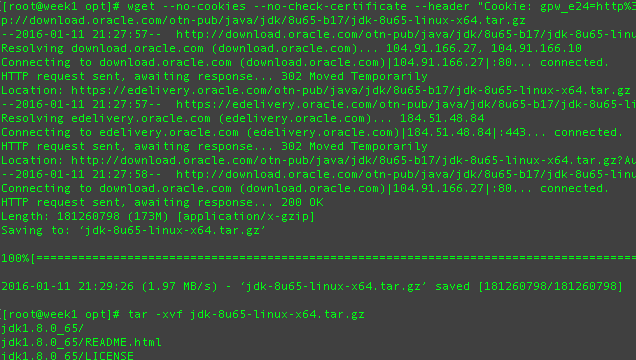 [root@week1 opt]# wget --no-cookies --no-check-certificate --header "Cookie: gpw_e24=http%3
p://download.oracle.com/otn-pub/java/jdk/8u65-b17/jdk-8u65-linux-x64.tar.gz
--2016-01-11 21:27:57-- http://download.oracle.com/otn-pub/java/jdk/8u65-b17/jdk-8u65-linu
Resolving download.oracle.com (download.oracle.com)... 104.91.166.27, 104.91.166.10
Connecting to download.oracle.com (download.oracle.com)|104.91.166.27|:80... connected.
HTTP request sent, awaiting response... 302 Moved Temporarily
Location: https://edelivery.oracle.com/otn-pub/java/jdk/8u65-b17/jdk-8u65-linux-x64.tar.gz
--2016-01-11 21:27:57-- https://edelivery.oracle.com/otn-pub/java/jdk/8u65-b17/jdk-8u65-li
Resolving edelivery.oracle.com (edelivery.oracle.com)... 184.51.48.84
Connecting to edelivery.oracle.com (edelivery.oracle.com)|184.51.48.84|:443... connected.
HTTP request sent, awaiting response... 302 Moved Temporarily
Location: http://download.oracle.com/otn-pub/java/jdk/8u65-b17/jdk-8u65-linux-x64.tar.gz?Au
--2016-01-11 21:27:58-- http://download.oracle.com/otn-pub/java/jdk/8u65-b17/jdk-8u65-linu
Connecting to download.oracle.com (download.oracle.com)|104.91.166.27|:80... connected.
HTTP request sent, awaiting response... 200 OK
Length: 181260798 (173M) [application/x-gzip]
Saving to: ‘jdk-8u65-linux-x64.tar.gz’
100%[======================================================================================
2016-01-11 21:29:26 (1.97 MB/s) - ‘jdk-8u65-linux-x64.tar.gz’ saved [181260798/181260798]
[root@week1 opt]# tar -xvf jdk-8u65-linux-x64.tar.gz
jdk1.8.0_65/
jdk1.8.0_65/README.html
jdk1.8.0_65/LICENSE